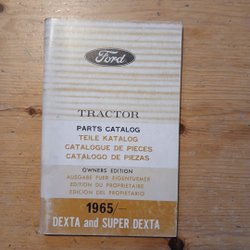 Ford
TRACTOR
PARTS CATALOG
TEILE KATALOG
CATALOGUE DE PIECES
CATALOGO DE PIEZAS
OWNERS EDITION
AUSGABE FUER EIGENTUMER
EDITION DU PROPRIETAIRE
EDICION DEL PROPIETARIO
1965/—
DEXTA and SUPER DEXTA